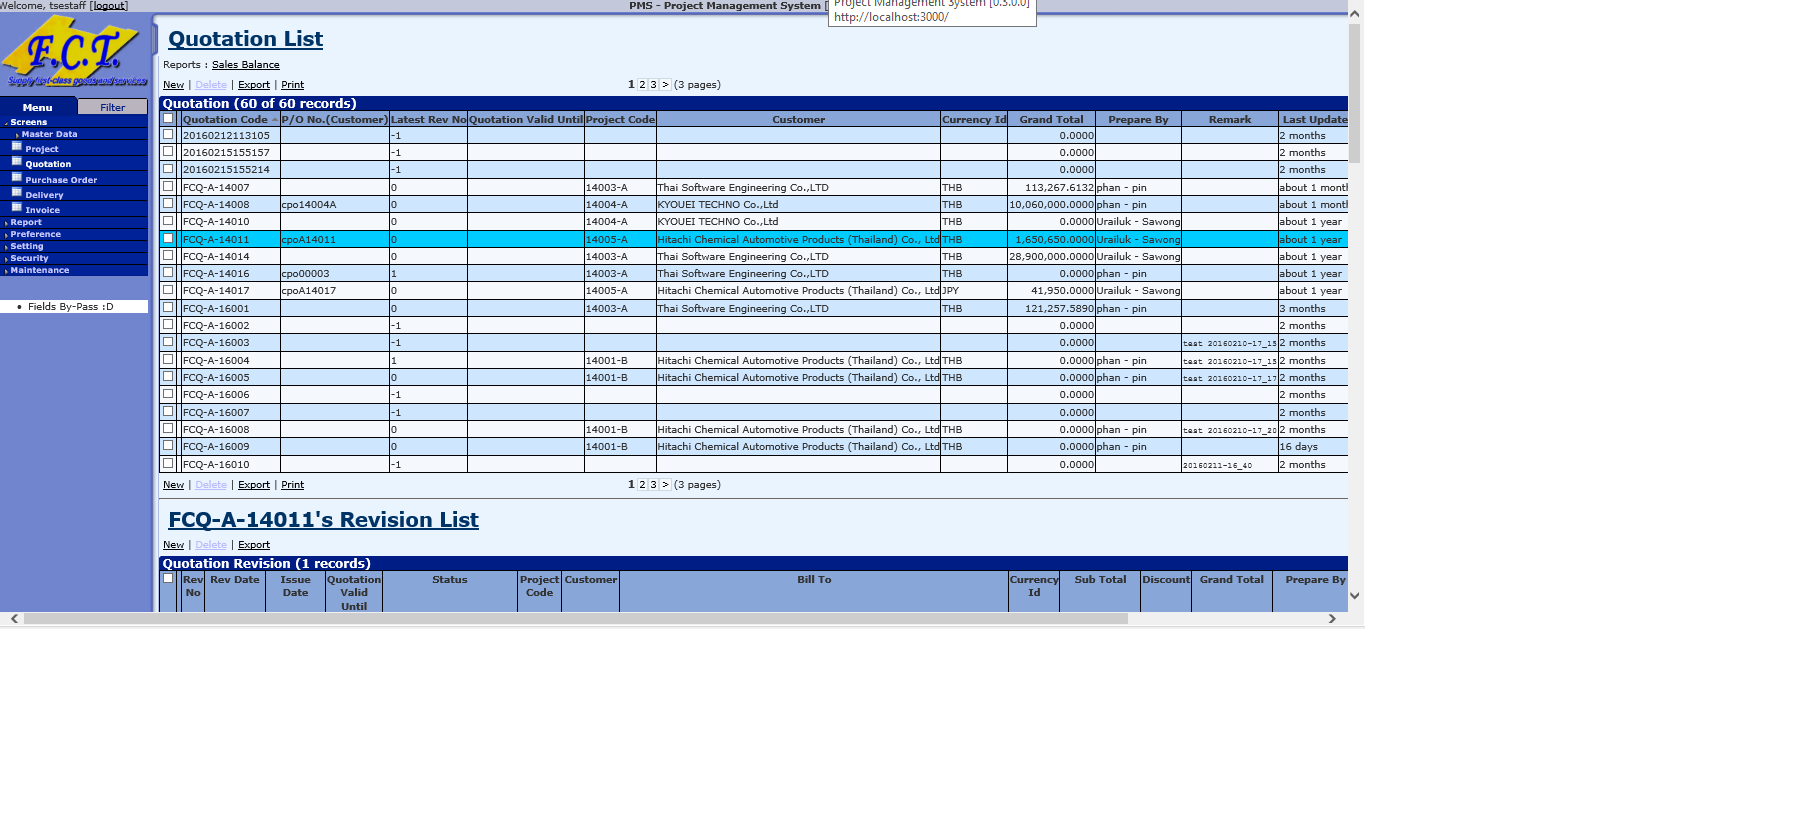 Welcome, tsestaff [logout]
PMS - Project Management System [
Project Management System [0.3.0.0]
http://localhost:3000/
F.C.T.
Supply first-class goods and services
Menu
Filter
Screens
Master Data
Project
Quotation
Purchase Order
Delivery
Invoice
Report
Preference
Setting
Security
Maintenance
• Fields By-Pass :D
Quotation List
Reports : Sales Balance
New | Delete | Export | Print
1 2 3 > (3 pages)
Quotation (60 of 60 records)
Quotation Code P/O No.(Customer) Latest Rev No Quotation Valid Until Project Code Customer Currency Id Grand Total Prepare By Remark Last Update
20160212113105 -1 0.0000 2 months
20160215155157 -1 0.0000 2 months
20160215155214 -1 0.0000 2 months
FCQ-A-14007 0 14003-A Thai Software Engineering Co.,LTD THB 113,267.6132 phan - pin about 1 month
FCQ-A-14008 cpo14004A 0 14004-A KYOUEI TECHNO Co.,Ltd THB 10,060,000.0000 phan - pin about 1 month
FCQ-A-14010 0 14004-A KYOUEI TECHNO Co.,Ltd THB 0.0000 Urailuk - Sawong about 1 year
FCQ-A-14011 cpoA14011 0 14005-A Hitachi Chemical Automotive Products (Thailand) Co., Ltd THB 1,650,650.0000 Urailuk - Sawong about 1 year
FCQ-A-14014 0 14003-A Thai Software Engineering Co.,LTD THB 28,900,000.0000 Urailuk - Sawong about 1 year
FCQ-A-14016 cpo00003 1 14003-A Thai Software Engineering Co.,LTD THB 0.0000 phan - pin about 1 year
FCQ-A-14017 cpoA14017 0 14005-A Hitachi Chemical Automotive Products (Thailand) Co., Ltd JPY 41,950.0000 Urailuk - Sawong about 1 year
FCQ-A-16001 0 14003-A Thai Software Engineering Co.,LTD THB 121,257.5890 phan - pin 3 months
FCQ-A-16002 -1 0.0000 2 months
FCQ-A-16003 -1 0.0000 test 20160210-17_15 2 months
FCQ-A-16004 1 14001-B Hitachi Chemical Automotive Products (Thailand) Co., Ltd THB 0.0000 phan - pin test 20160210-17_15 2 months
FCQ-A-16005 0 14001-B Hitachi Chemical Automotive Products (Thailand) Co., Ltd THB 0.0000 phan - pin test 20160210-17_17 2 months
FCQ-A-16006 -1 0.0000 2 months
FCQ-A-16007 -1 0.0000 2 months
FCQ-A-16008 0 14001-B Hitachi Chemical Automotive Products (Thailand) Co., Ltd THB 0.0000 phan - pin test 20160210-17_20 2 months
FCQ-A-16009 0 14001-B Hitachi Chemical Automotive Products (Thailand) Co., Ltd THB 0.0000 phan - pin 16 days
FCQ-A-16010 -1 0.0000 20160211-16_40 2 months
New | Delete | Export | Print
1 2 3 > (3 pages)
FCQ-A-14011's Revision List
New | Delete | Export
Quotation Revision (1 records)
Rev No Rev Date Issue Date Quotation Valid Until Status Project Code Customer Bill To Currency Id Sub Total Discount Grand Total Prepare By